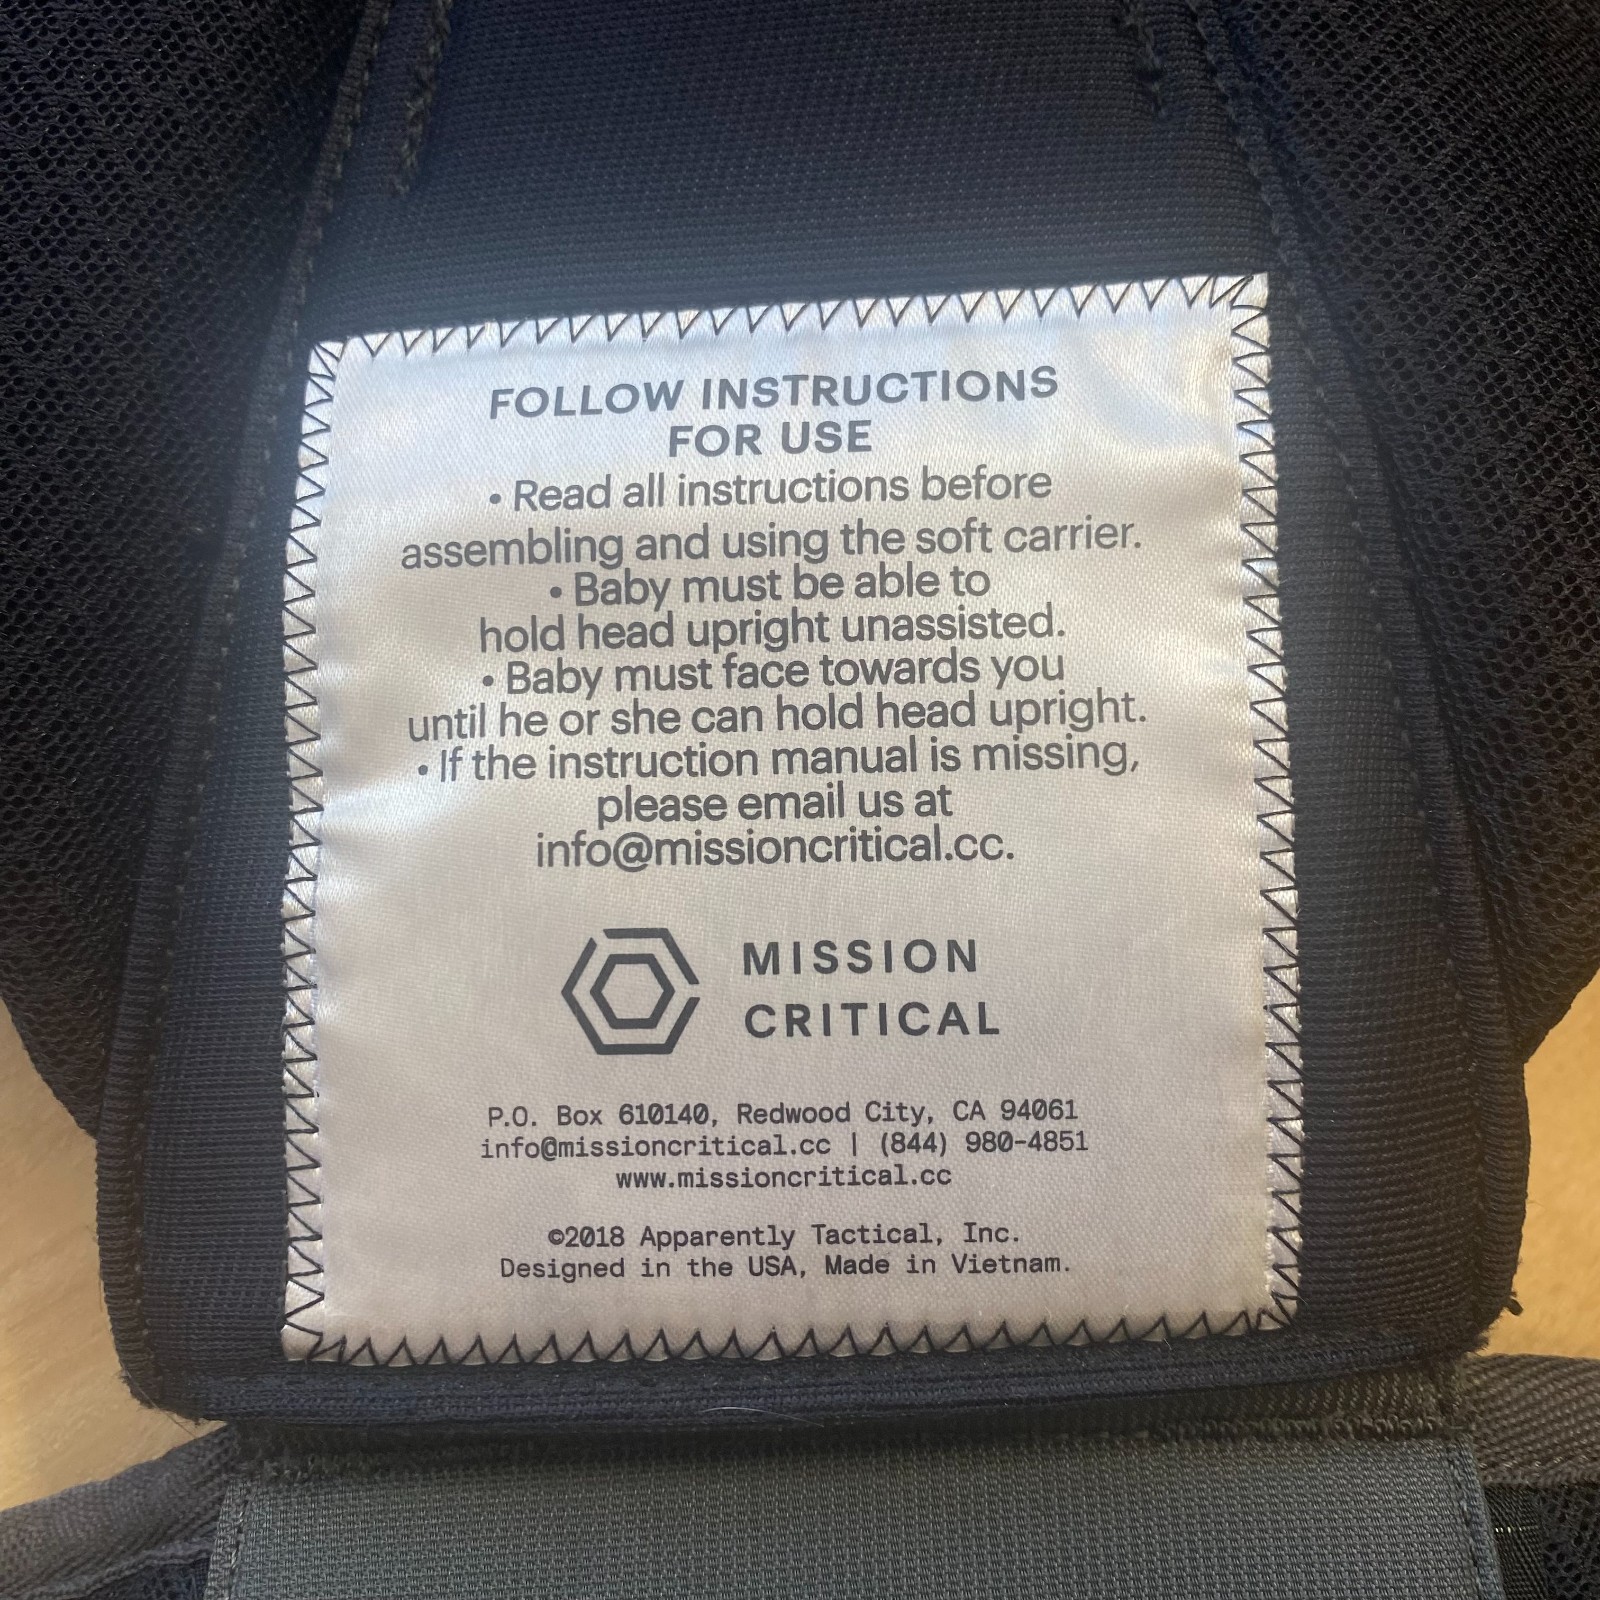 FOLLOW INSTRUCTIONS
FOR USE
• Read all instructions before
assembling and using the soft carrier.
• Baby must be able to
hold head upright unassisted.
• Baby must face towards you
until he or she can hold head upright.
• If the instruction manual is missing,
please email us at
info@missioncritical.cc.
MISSION
CRITICAL
P.O. Box 610140, Redwood City, CA 94061
info@missioncritical.cc | (844) 980-4851
www.missioncritical.cc
©2018 Apparently Tactical, Inc.
Designed in the USA, Made in Vietnam.